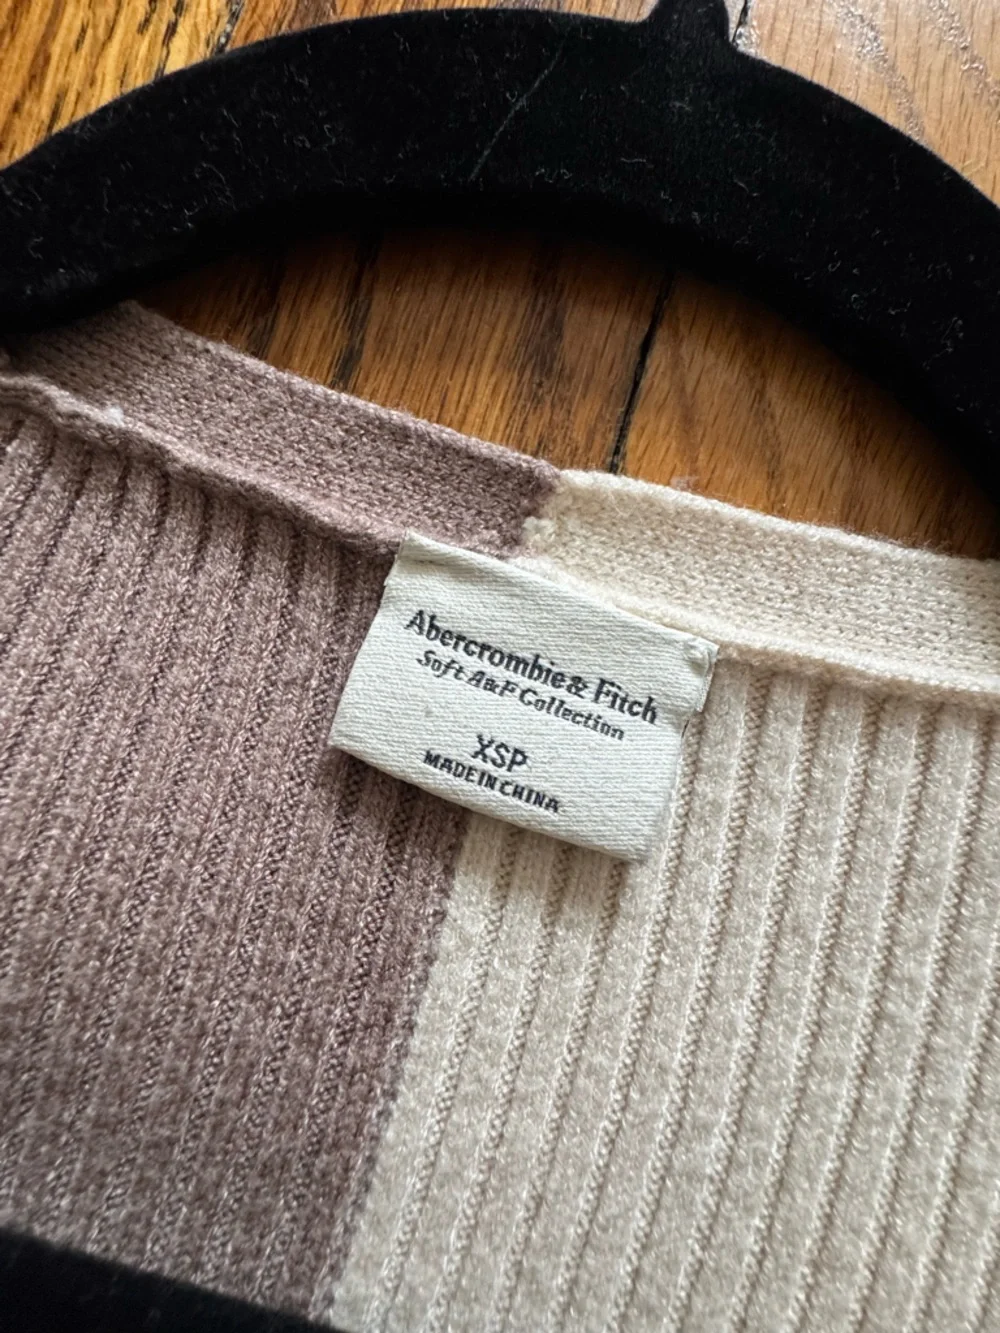 Abercrombie & Fitch
Soft A&F Collection
XSP
MADE IN CHINA